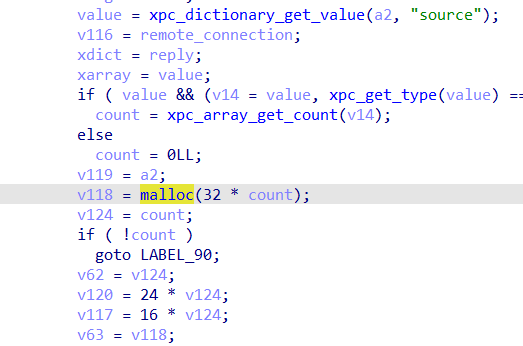 value = xpc_dictionary_get_value(a2, "source");
v116 = remote_connection;
xdict = reply;
xarray = value;
if ( value && (v14 = value, xpc_get_type(value) ==
count = xpc_array_get_count(v14);
else
count = 0LL;
v119 = a2;
v118 = malloc(32 * count);
v124 = count;
if ( !count )
goto LABEL_90;
v62 = v124;
v120 = 24 * v124;
v117 = 16 * v124;
v63 = v118;